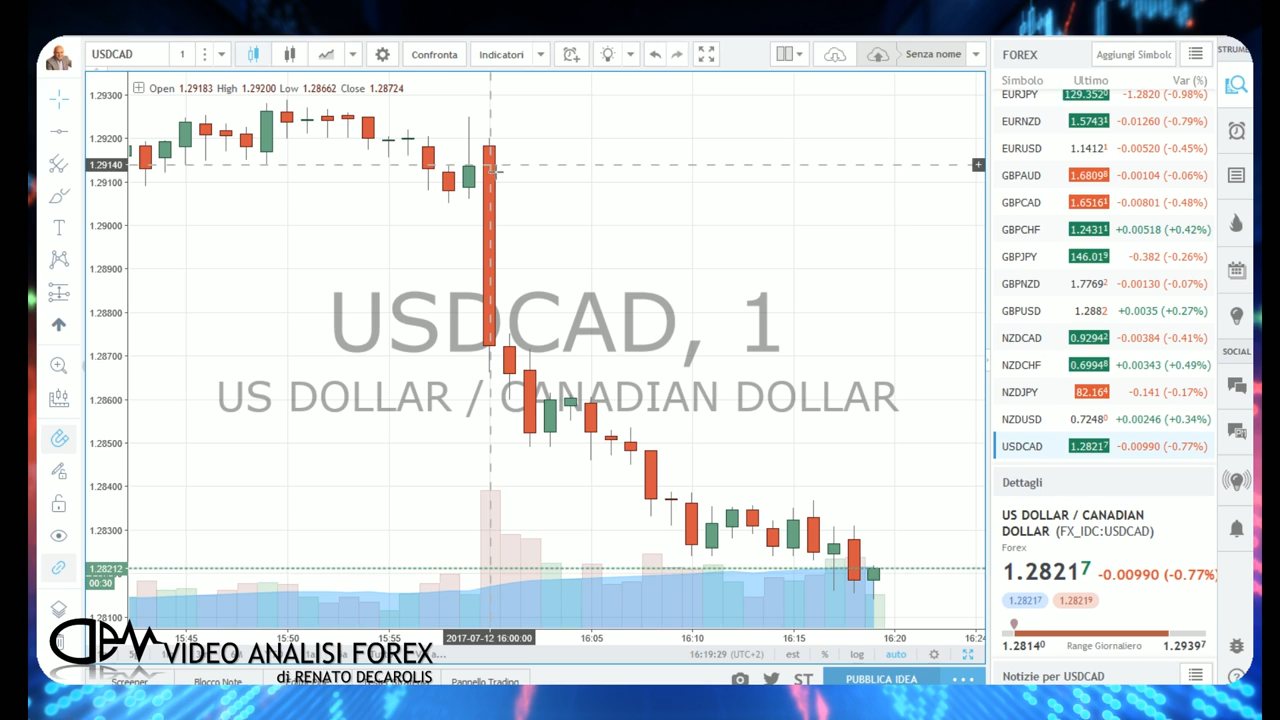 USDCAD 1 Confronta Indicatori Senza nome FOREX Aggiungi Simbolo STRUME
Open 1.29183 High 1.29200 Low 1.28662 Close 1.28724
USDCAD, 1
US DOLLAR / CANADIAN DOLLAR
1.29300
1.29200
1.29140
1.29100
1.29000
1.28900
1.28800
1.28700
1.28600
1.28500
1.28400
1.28300
1.28212
00:30
1.28100
15:45 15:50 15:55 2017-07-12 16:00:00 16:05 16:10 16:15 16:20 16:24
16:19:29 (UTC+2) est % log auto
Screener Blocco Note Pannello Trading ST PUBBLICA IDEA
Simbolo Ultimo Var (%)
EURJPY 129.3520 -1.2820 (-0.98%)
EURNZD 1.57431 -0.01260 (-0.79%)
EURUSD 1.14121 -0.00520 (-0.45%)
GBPAUD 1.68098 -0.00104 (-0.06%)
GBPCAD 1.65161 -0.00801 (-0.48%)
GBPCHF 1.24311 +0.00518 (+0.42%)
GBPJPY 146.019 -0.382 (-0.26%)
GBPNZD 1.77692 -0.00130 (-0.07%)
GBPUSD 1.2882 +0.0035 (+0.27%)
NZDCAD 0.92942 -0.00384 (-0.41%)
NZDCHF 0.69948 +0.00343 (+0.49%)
NZDJPY 82.164 -0.141 (-0.17%)
NZDUSD 0.72480 +0.00246 (+0.34%)
USDCAD 1.28217 -0.00990 (-0.77%)
SOCIAL
Dettagli
US DOLLAR / CANADIAN
DOLLAR (FX_IDC:USDCAD)
Forex
1.28217 -0.00990 (-0.77%)
1.28217 1.28219
1.28140 Range Giornaliero 1.29397
Notizie per USDCAD
VIDEO ANALISI FOREX
di RENATO DECAROLIS